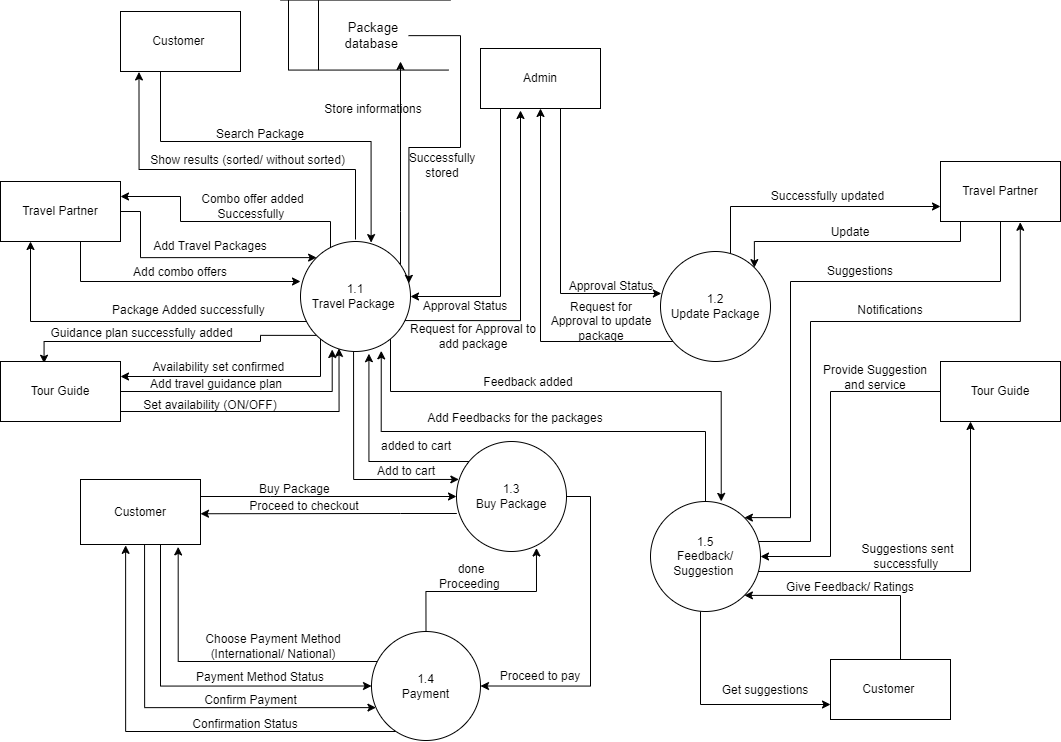 Package
database
Customer
Admin
Store informations
Search Package
Show results (sorted/ without sorted)
Successfully
stored
Travel Partner
Combo offer added
Successfully
Add Travel Packages
Add combo offers
Package Added successfully
1.1
Travel Package
Approval Status
Request for Approval to
add package
Approval Status
Request for
Approval to update
package
1.2
Update Package
Successfully updated
Update
Travel Partner
Suggestions
Notifications
Guidance plan successfully added
Tour Guide
Availability set confirmed
Add travel guidance plan
Set availability (ON/OFF)
Feedback added
Add Feedbacks for the packages
added to cart
Add to cart
Provide Suggestion
and service
Tour Guide
Customer
Buy Package
Proceed to checkout
1.3
Buy Package
1.5
Feedback/
Suggestion
Suggestions sent
successfully
Give Feedback/ Ratings
done
Proceeding
Choose Payment Method
(International/ National)
Payment Method Status
Confirm Payment
Confirmation Status
1.4
Payment
Proceed to pay
Get suggestions
Customer